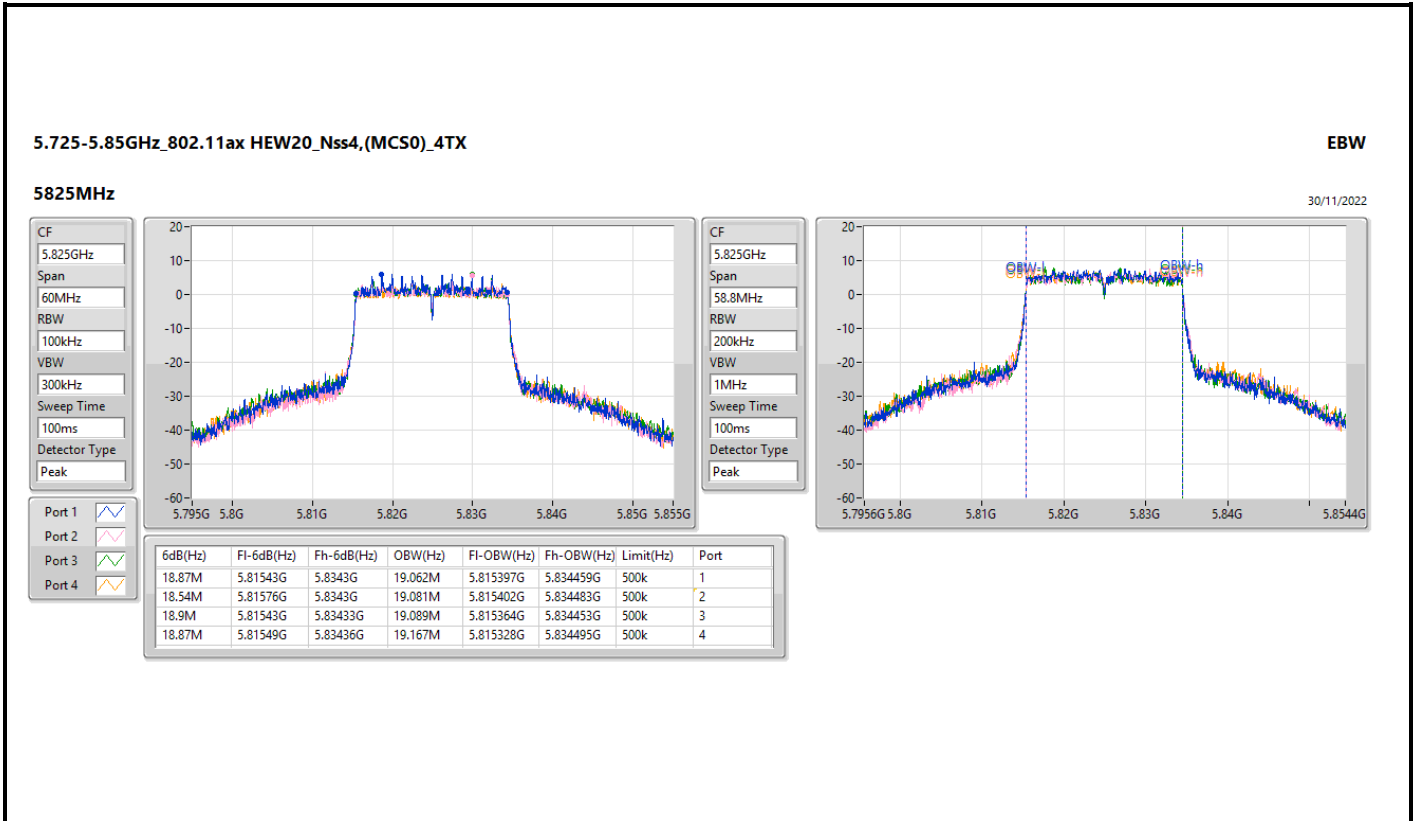 5.725-5.85GHz_802.11ax HEW20_Nss4,(MCS0)_4TX
EBW
5825MHz
30/11/2022
CF
5.825GHz
Span
60MHz
RBW
100kHz
VBW
300kHz
Sweep Time
100ms
Detector Type
Peak
20
10
0
-10
-20
-30
-40
-50
-60
5.795G 5.8G 5.81G 5.82G 5.83G 5.84G 5.85G 5.855G
CF
5.825GHz
Span
58.8MHz
RBW
200kHz
VBW
1MHz
Sweep Time
100ms
Detector Type
Peak
20
10
0
-10
-20
-30
-40
-50
-60
OBW-l OBW-h
5.7956G 5.8G 5.81G 5.82G 5.83G 5.84G 5.8544G
Port 1
Port 2
Port 3
Port 4
6dB(Hz) Fl-6dB(Hz) Fh-6dB(Hz) OBW(Hz) Fl-OBW(Hz) Fh-OBW(Hz) Limit(Hz) Port
18.87M 5.81543G 5.8343G 19.062M 5.815397G 5.834459G 500k 1
18.54M 5.81576G 5.8343G 19.081M 5.815402G 5.834483G 500k 2
18.9M 5.81543G 5.83433G 19.089M 5.815364G 5.834453G 500k 3
18.87M 5.81549G 5.83436G 19.167M 5.815328G 5.834495G 500k 4